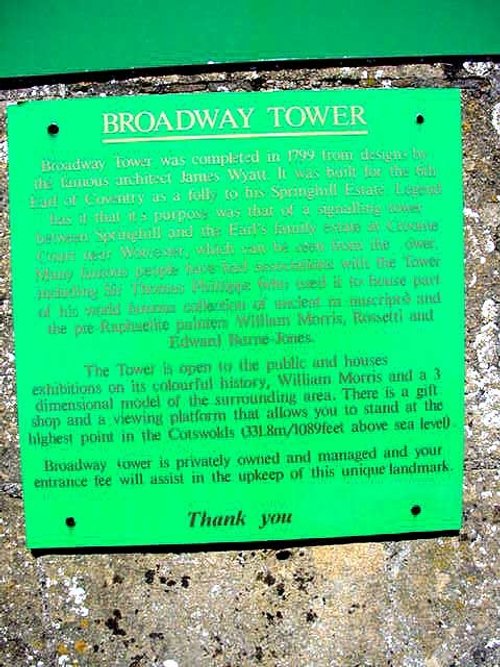 BROADWAY TOWER
Broadway Tower was completed in 1799 from designs by
the famous architect James Wyatt. It was built for the 6th
Earl of Coventry as a folly to his Springhill Estate. Legend
has it that it's purpose was that of a signalling tower
between Springhill and the Earl's family estate at Croome
Court near Worcester, which can be seen from the ower.
Many famous people have had associations with the Tower
including Sir Thomas Phillipps who used it to house part
of his world famous collection of ancient m nuscripts and
the pre-Raphaelite painters William Morris, Rossetti and
Edward Burne-Jones.
The Tower is open to the public and houses
exhibitions on its colourful history, William Morris and a 3
dimensional model of the surrounding area. There is a gift
shop and a viewing platform that allows you to stand at the
highest point in the Cotswolds (331.8m/1089feet above sea level)
Broadway tower is privately owned and managed and your
entrance fee will assist in the upkeep of this unique landmark.
Thank you